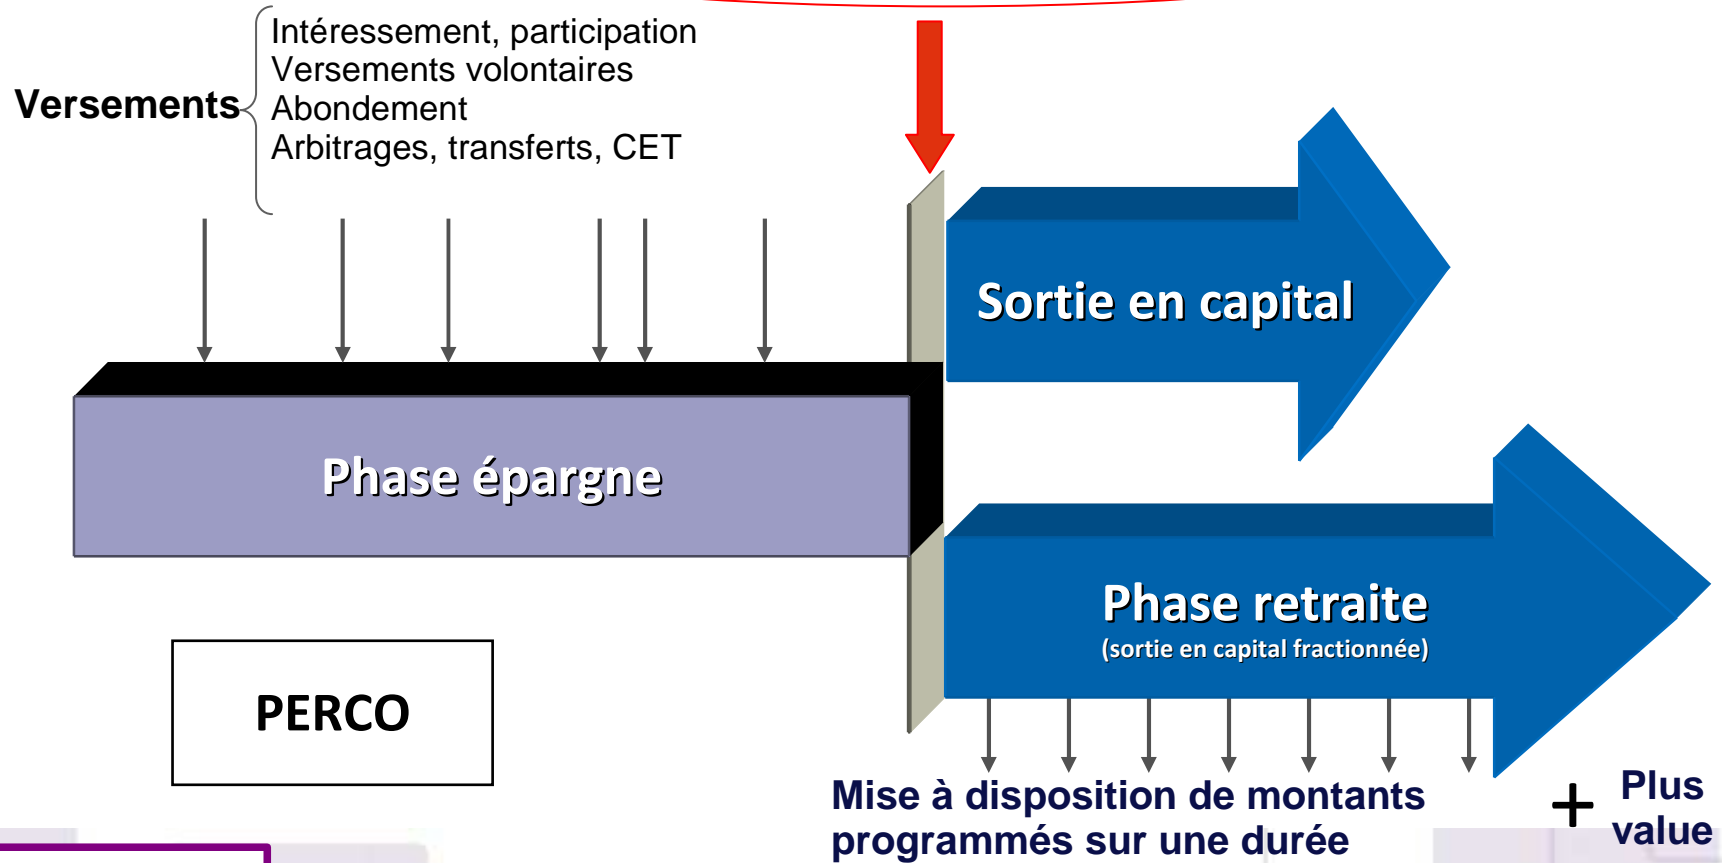 Intéressement, participation
Versements volontaires
Versements
Abondement
Arbitrages, transferts, CET
Sortie en capital
Phase épargne
Phase retraite
(sortie en capital fractionnée)
PERCO
Mise à disposition de montants
programmés sur une durée
+
Plus
value